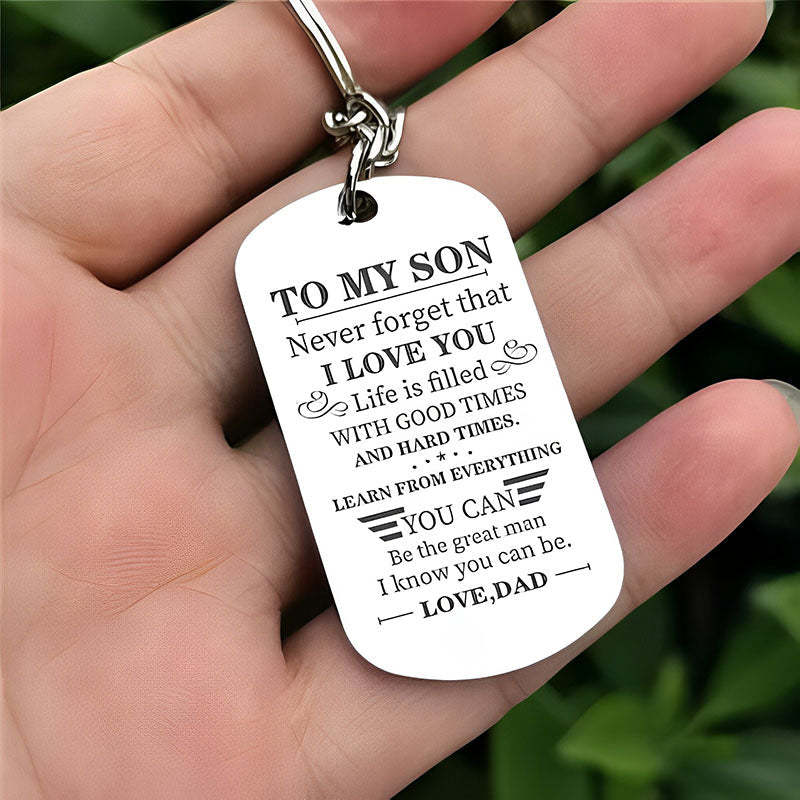 TO MY SON
Never forget that
I LOVE YOU
Life is filled
WITH GOOD TIMES
AND HARD TIMES.
LEARN FROM EVERYTHING
YOU CAN
Be the great man
I know you can be.
LOVE,DAD